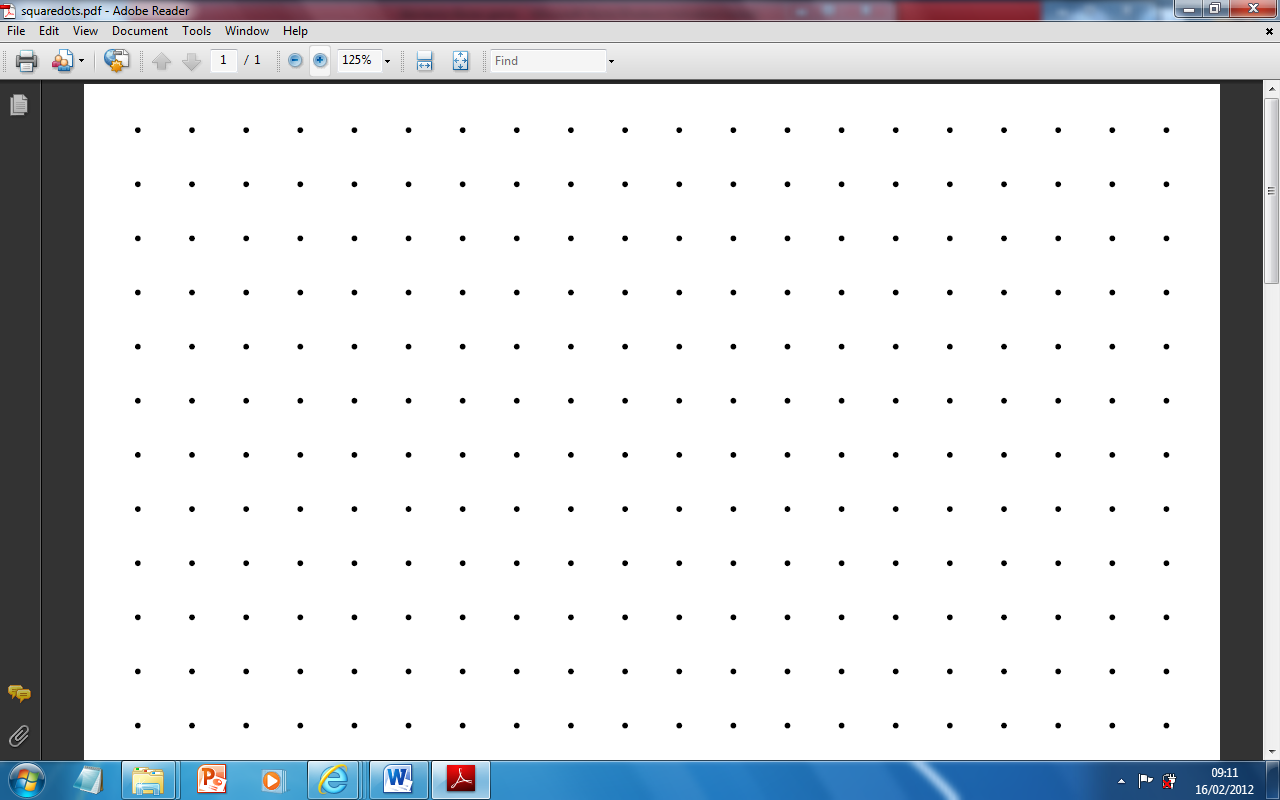 squaredots.pdf - Adobe Reader
File Edit View Document Tools Window Help
1 / 1 125% Find
09:11
16/02/2012